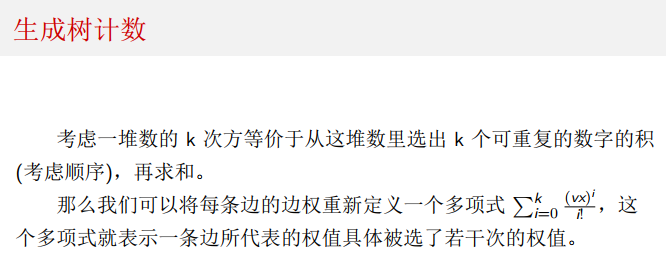 生成树计数
考虑一堆数的 k 次方等价于从这堆数里选出 k 个可重复的数字的积
(考虑顺序)，再求和。
那么我们可以将每条边的边权重新定义一个多项式 ∑_{i=0}^{k} \frac{(vx)^i}{i!}，这
个多项式就表示一条边所代表的权值具体被选了若干次的权值。